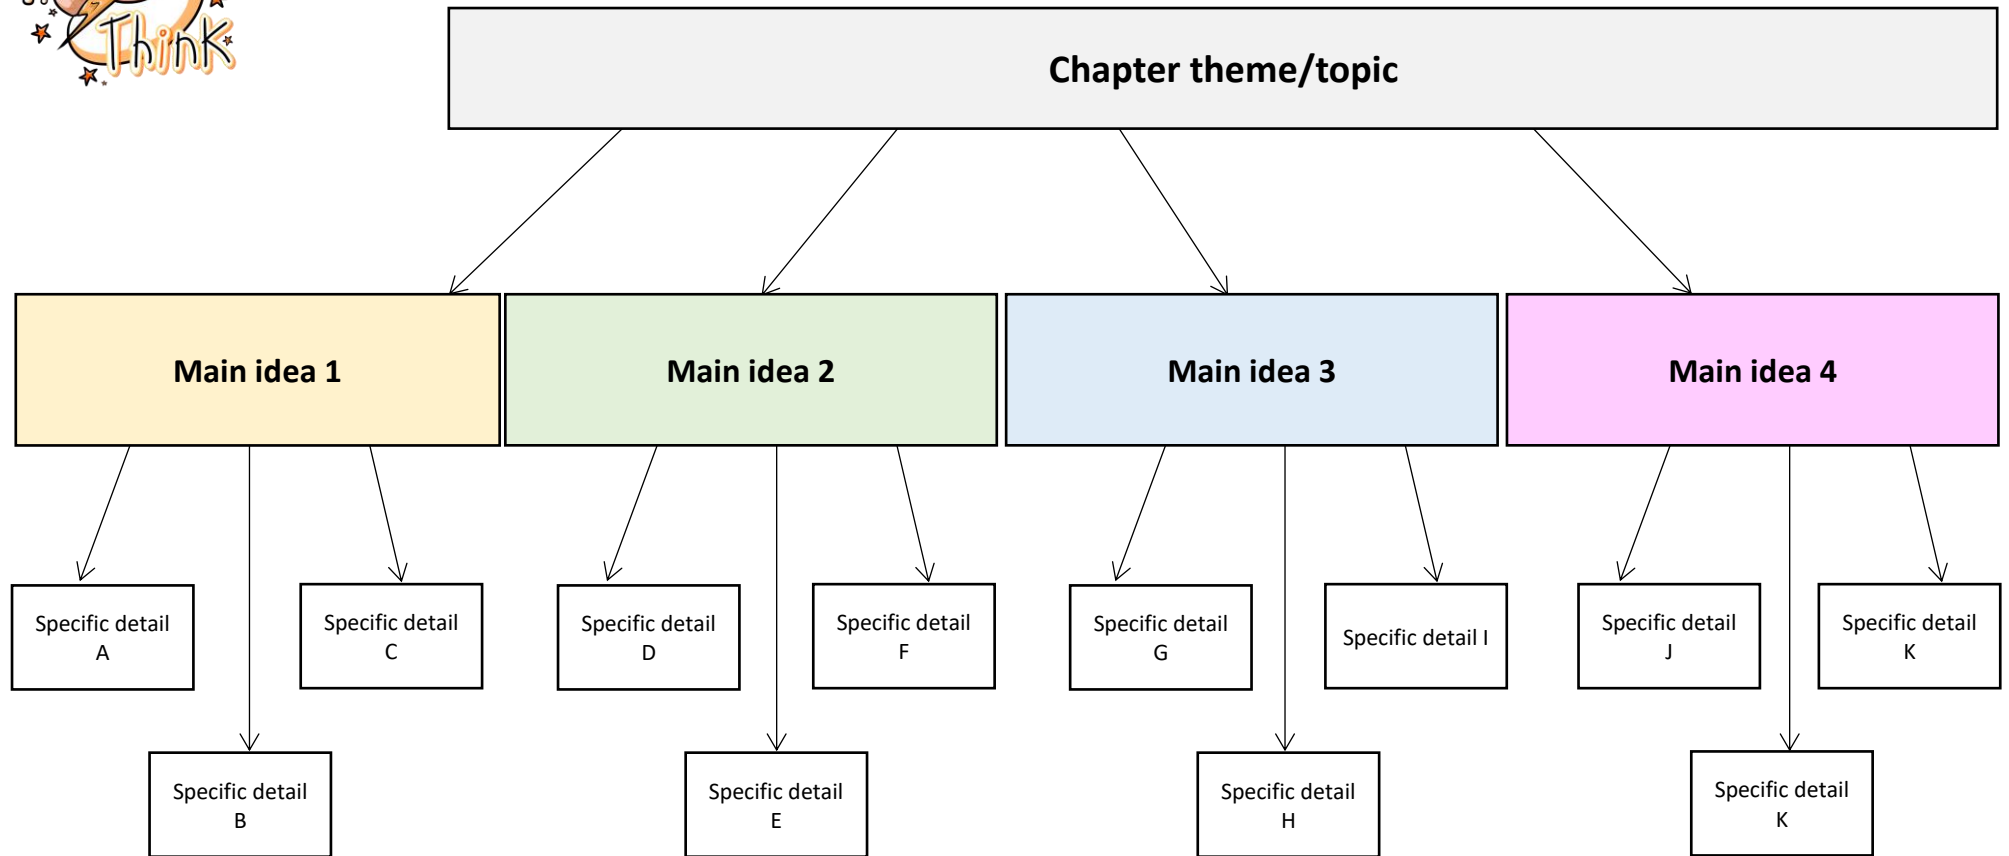 Think
Chapter theme/topic
Main idea 1
Main idea 2
Main idea 3
Main idea 4
Specific detail
A
Specific detail
B
Specific detail
C
Specific detail
D
Specific detail
E
Specific detail
F
Specific detail
G
Specific detail
H
Specific detail I
Specific detail
J
Specific detail
K
Specific detail
K